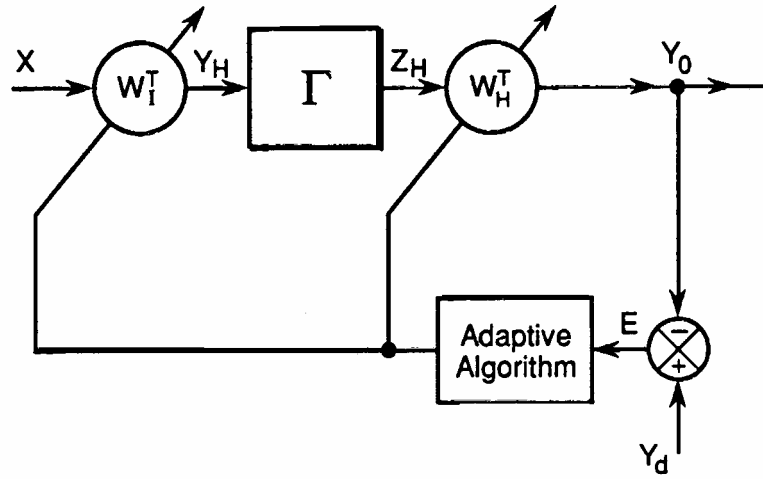 X
W_I^T
Y_H
Γ
Z_H
W_H^T
Y_0
E
−
+
Adaptive
Algorithm
Y_d